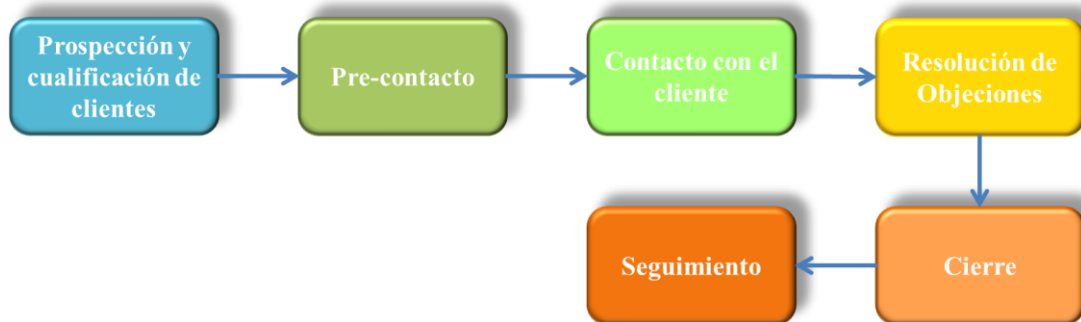 Prospección y
cualificación de
clientes
Pre-contacto
Contacto con el
cliente
Resolución de
Objeciones
Cierre
Seguimiento